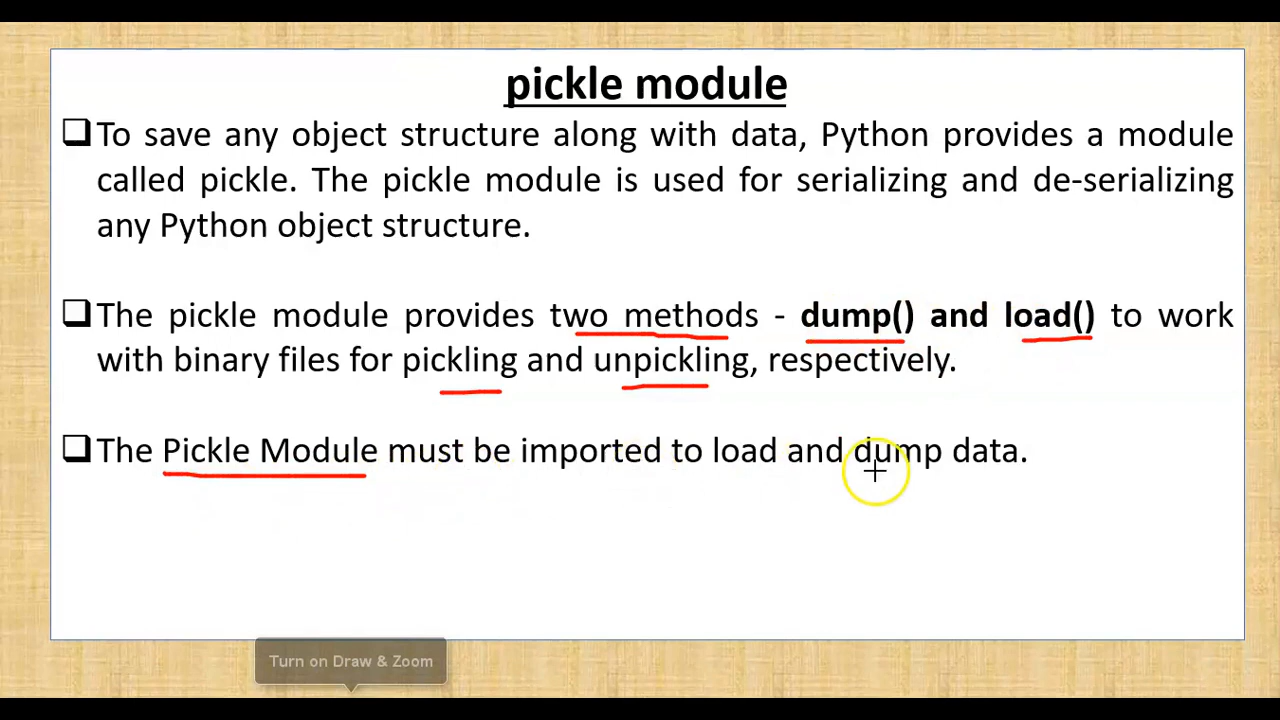 pickle module
To save any object structure along with data, Python provides a module
called pickle. The pickle module is used for serializing and de-serializing
any Python object structure.
The pickle module provides two methods - dump() and load() to work
with binary files for pickling and unpickling, respectively.
The Pickle Module must be imported to load and dump data.
Turn on Draw & Zoom